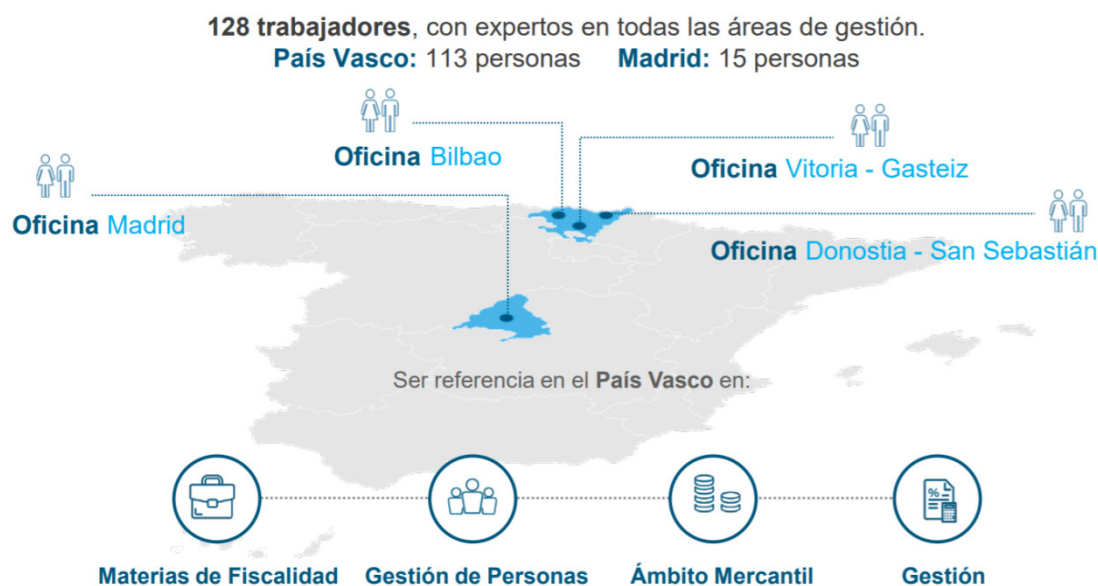 128 trabajadores, con expertos en todas las áreas de gestión.
País Vasco: 113 personas Madrid: 15 personas
Oficina Bilbao
Oficina Vitoria - Gasteiz
Oficina Madrid
Oficina Donostia - San Sebastián
Ser referencia en el País Vasco en:
%
Materias de Fiscalidad Gestión de Personas Ámbito Mercantil Gestión